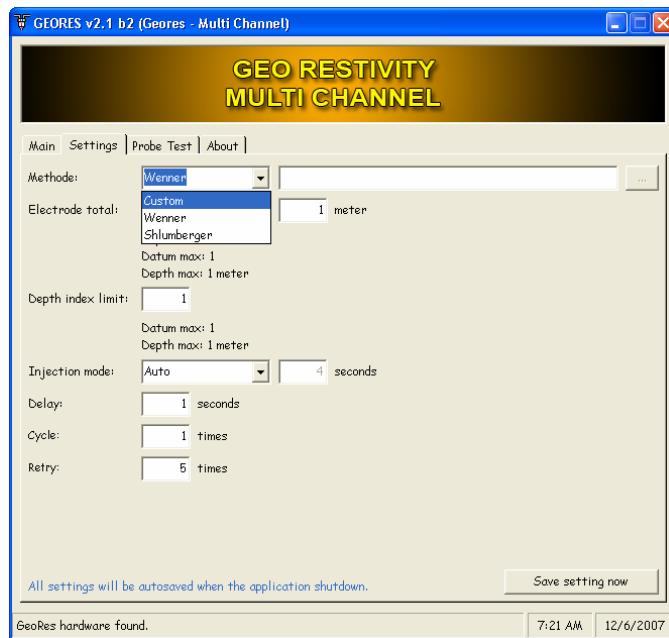 GEORES v2.1 b2 (Geores - Multi Channel)
GEO RESTIVITY
MULTI CHANNEL
Main Settings Probe Test About
Methode: Wenner ...
Custom
Electrode total: 1 meter
Wenner
Shlumberger
Datum max: 1
Depth max: 1 meter
Depth index limit: 1
Datum max: 1
Depth max: 1 meter
Injection mode: Auto 4 seconds
Delay: 1 seconds
Cycle: 1 times
Retry: 5 times
All settings will be autosaved when the application shutdown. Save setting now
GeoRes hardware found. 7:21 AM 12/6/2007